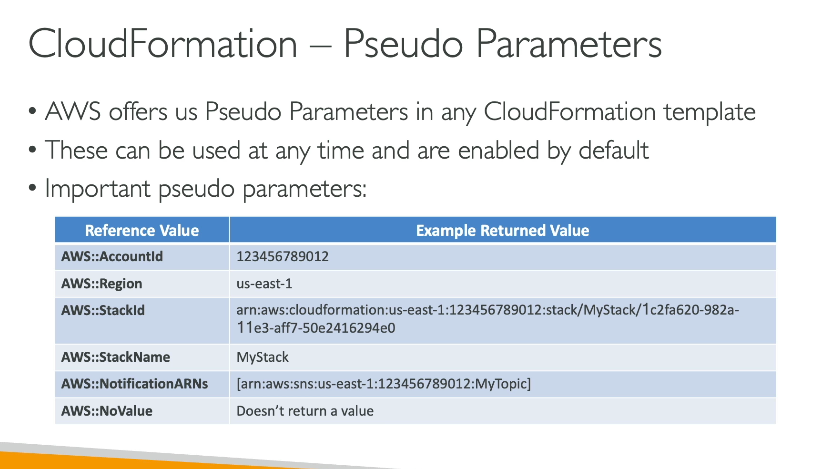 CloudFormation – Pseudo Parameters
• AWS offers us Pseudo Parameters in any CloudFormation template
• These can be used at any time and are enabled by default
• Important pseudo parameters:
Reference Value Example Returned Value
AWS::AccountId 123456789012
AWS::Region us-east-1
AWS::StackId arn:aws:cloudformation:us-east-1:123456789012:stack/MyStack/1c2fa620-982a-
11e3-aff7-50e2416294e0
AWS::StackName MyStack
AWS::NotificationARNs [arn:aws:sns:us-east-1:123456789012:MyTopic]
AWS::NoValue Doesn't return a value